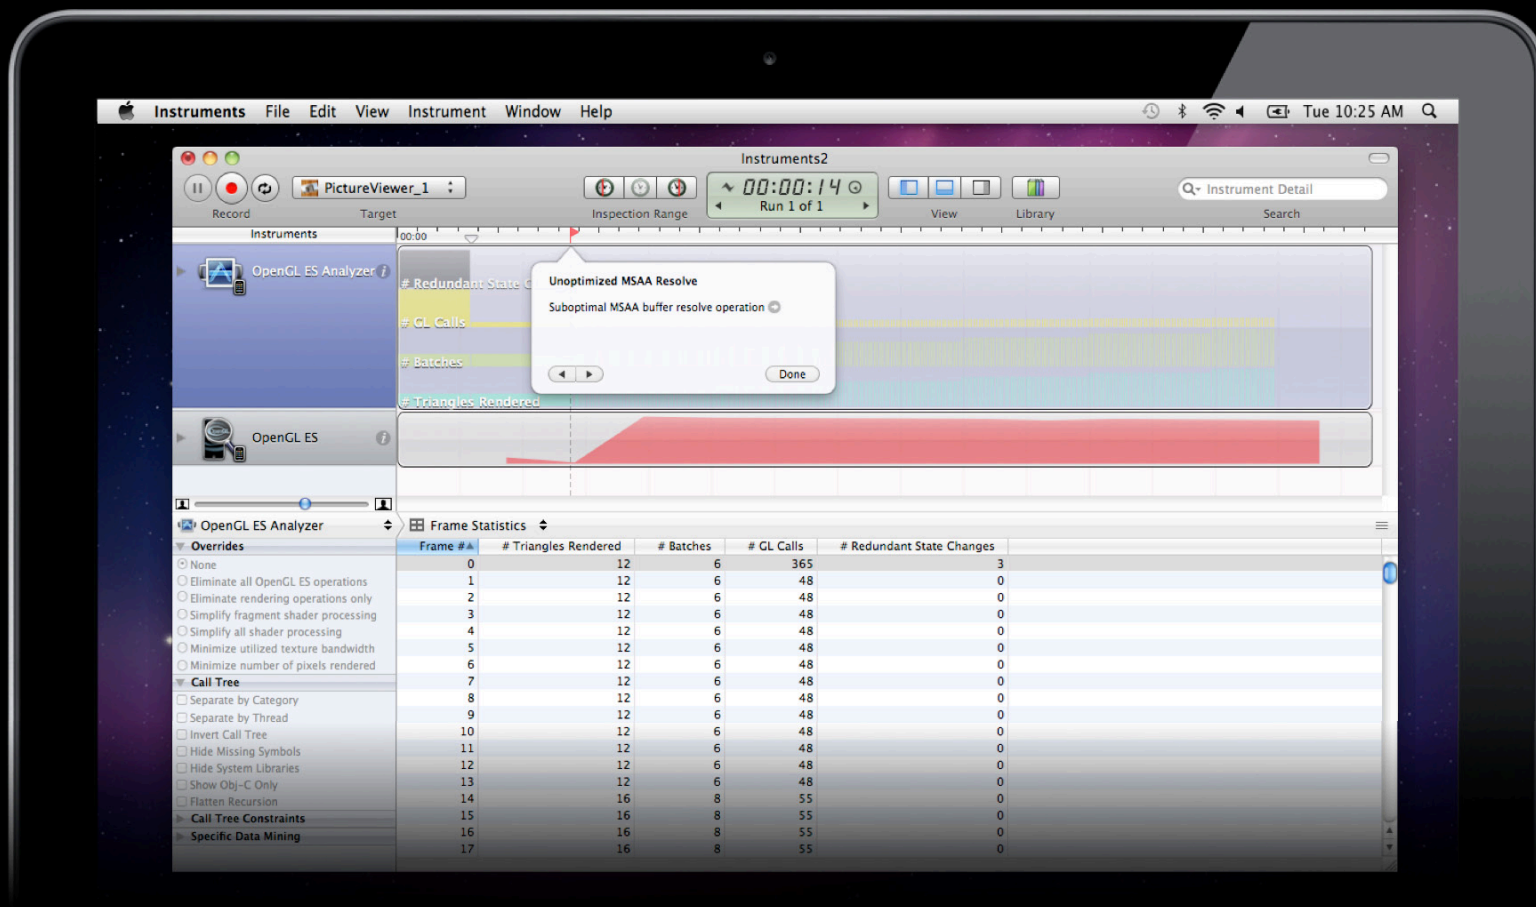 Instruments File Edit View Instrument Window Help Tue 10:25 AM
Instruments2
PictureViewer_1 00:00:14 Instrument Detail
Run 1 of 1
Record Target Inspection Range View Library Search
Instruments 00:00
OpenGL ES Analyzer
# Redundant State C
# GL Calls
# Batches
# Triangles Rendered
Unoptimized MSAA Resolve
Suboptimal MSAA buffer resolve operation
Done
OpenGL ES
OpenGL ES Analyzer Frame Statistics
Overrides
None
Eliminate all OpenGL ES operations
Eliminate rendering operations only
Simplify fragment shader processing
Simplify all shader processing
Minimize utilized texture bandwidth
Minimize number of pixels rendered
Call Tree
Separate by Category
Separate by Thread
Invert Call Tree
Hide Missing Symbols
Hide System Libraries
Show Obj-C Only
Flatten Recursion
Call Tree Constraints
Specific Data Mining
Frame # # Triangles Rendered # Batches # GL Calls # Redundant State Changes
0 12 6 365 3
1 12 6 48 0
2 12 6 48 0
3 12 6 48 0
4 12 6 48 0
5 12 6 48 0
6 12 6 48 0
7 12 6 48 0
8 12 6 48 0
9 12 6 48 0
10 12 6 48 0
11 12 6 48 0
12 12 6 48 0
13 12 6 48 0
14 16 8 55 0
15 16 8 55 0
16 16 8 55 0
17 16 8 55 0